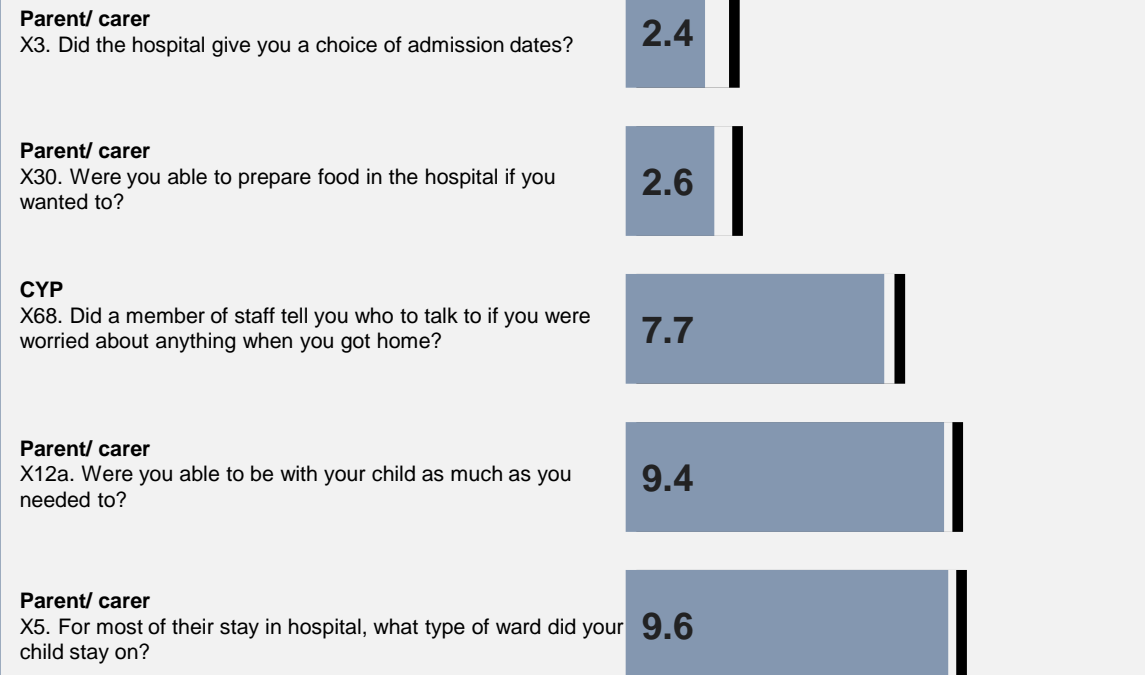 Parent/ carer
X3. Did the hospital give you a choice of admission dates?
2.4
Parent/ carer
X30. Were you able to prepare food in the hospital if you
wanted to?
2.6
CYP
X68. Did a member of staff tell you who to talk to if you were
worried about anything when you got home?
7.7
Parent/ carer
X12a. Were you able to be with your child as much as you
needed to?
9.4
Parent/ carer
X5. For most of their stay in hospital, what type of ward did your
child stay on?
9.6